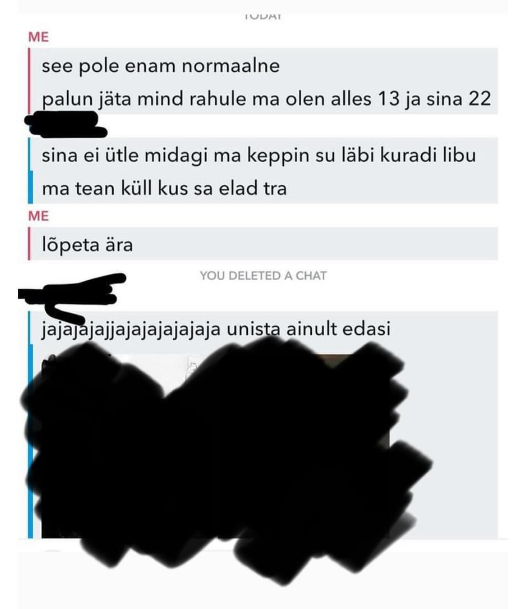 TODAY
ME
see pole enam normaalne
palun jäta mind rahule ma olen alles 13 ja sina 22
sina ei ütle midagi ma keppin su läbi kuradi libu
ma tean küll kus sa elad tra
ME
lõpeta ära
YOU DELETED A CHAT
jajajajajjajajajajajaja unista ainult edasi